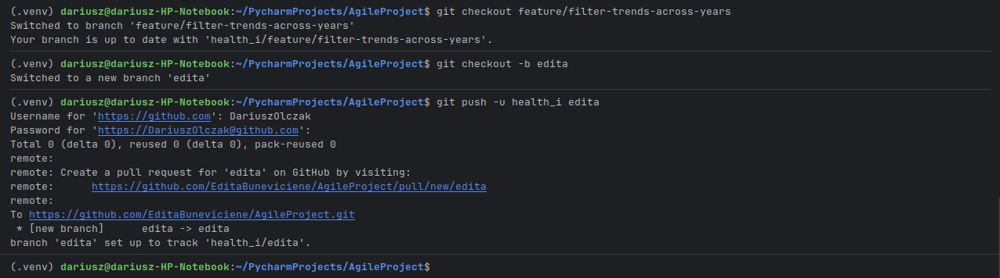 (.venv) dariusz@dariusz-HP-Notebook:~/PycharmProjects/AgileProject$ git checkout feature/filter-trends-across-years
Switched to branch 'feature/filter-trends-across-years'
Your branch is up to date with 'health_i/feature/filter-trends-across-years'.
(.venv) dariusz@dariusz-HP-Notebook:~/PycharmProjects/AgileProject$ git checkout -b edita
Switched to a new branch 'edita'
(.venv) dariusz@dariusz-HP-Notebook:~/PycharmProjects/AgileProject$ git push -u health_i edita
Username for 'https://github.com': DariuszOlczak
Password for 'https://DariuszOlczak@github.com':
Total 0 (delta 0), reused 0 (delta 0), pack-reused 0
remote:
remote: Create a pull request for 'edita' on GitHub by visiting:
remote:      https://github.com/EditaBuneviciene/AgileProject/pull/new/edita
remote:
To https://github.com/EditaBuneviciene/AgileProject.git
 * [new branch]      edita -> edita
branch 'edita' set up to track 'health_i/edita'.
(.venv) dariusz@dariusz-HP-Notebook:~/PycharmProjects/AgileProject$